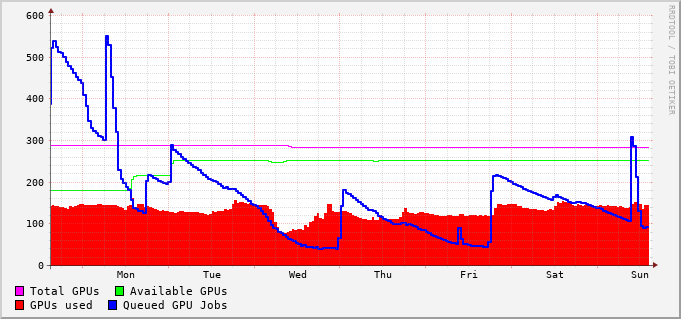 600
500
400
300
200
100
0
Mon Tue Wed Thu Fri Sat Sun
Total GPUs Available GPUs
GPUs used Queued GPU Jobs
RRDTOOL / TOBI OETIKER